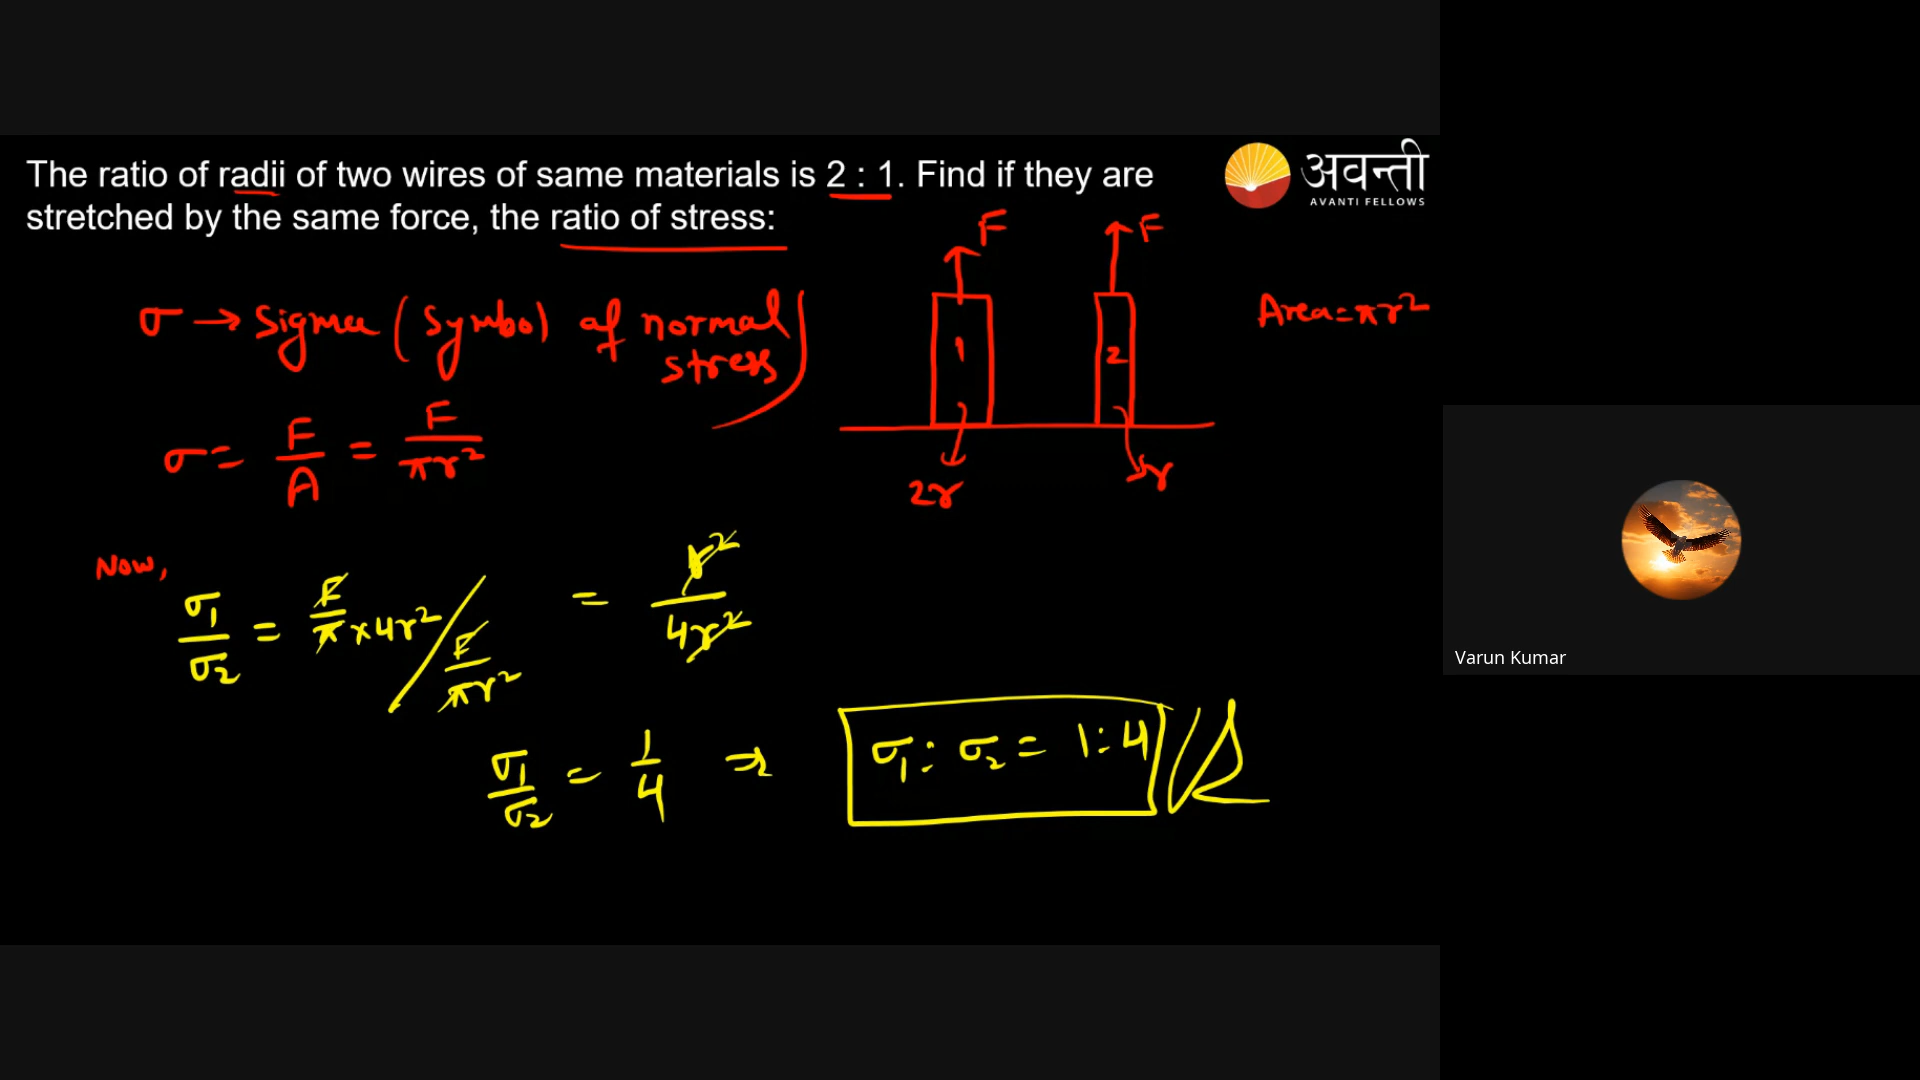 The ratio of radii of two wires of same materials is 2 : 1. Find if they are
stretched by the same force, the ratio of stress:
अवन्ती
AVANTI FELLOWS
F
F
σ → sigma (symbol of normal
stress)
1
2
Area = πr²
σ = F/A = F/πr²
2r
r
Now,
σ₁/σ₂ = F/π×4r² / F/πr² = r²/4r²
σ₁/σ₂ = 1/4 ⇒ σ₁ : σ₂ = 1:4
Varun Kumar